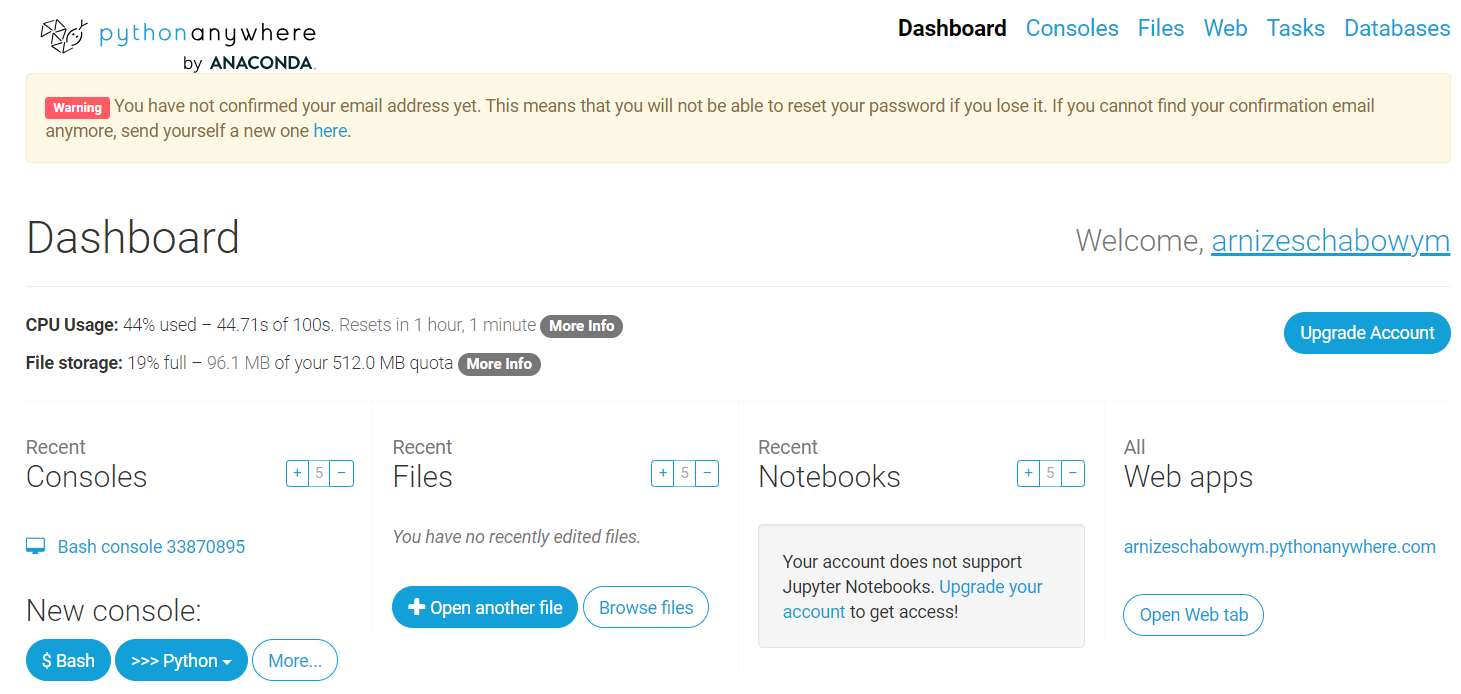 pythonanywhere
by ANACONDA.
Dashboard Consoles Files Web Tasks Databases
Warning You have not confirmed your email address yet. This means that you will not be able to reset your password if you lose it. If you cannot find your confirmation email
anymore, send yourself a new one here.
Dashboard
Welcome, arnizeschabowym
CPU Usage: 44% used – 44.71s of 100s. Resets in 1 hour, 1 minute More Info
File storage: 19% full – 96.1 MB of your 512.0 MB quota More Info
Upgrade Account
Recent
Consoles
+ 5 −
Bash console 33870895
New console:
$ Bash >>> Python More...
Recent
Files
+ 5 −
You have no recently edited files.
Open another file Browse files
Recent
Notebooks
+ 5 −
Your account does not support
Jupyter Notebooks. Upgrade your
account to get access!
All
Web apps
arnizeschabowym.pythonanywhere.com
Open Web tab